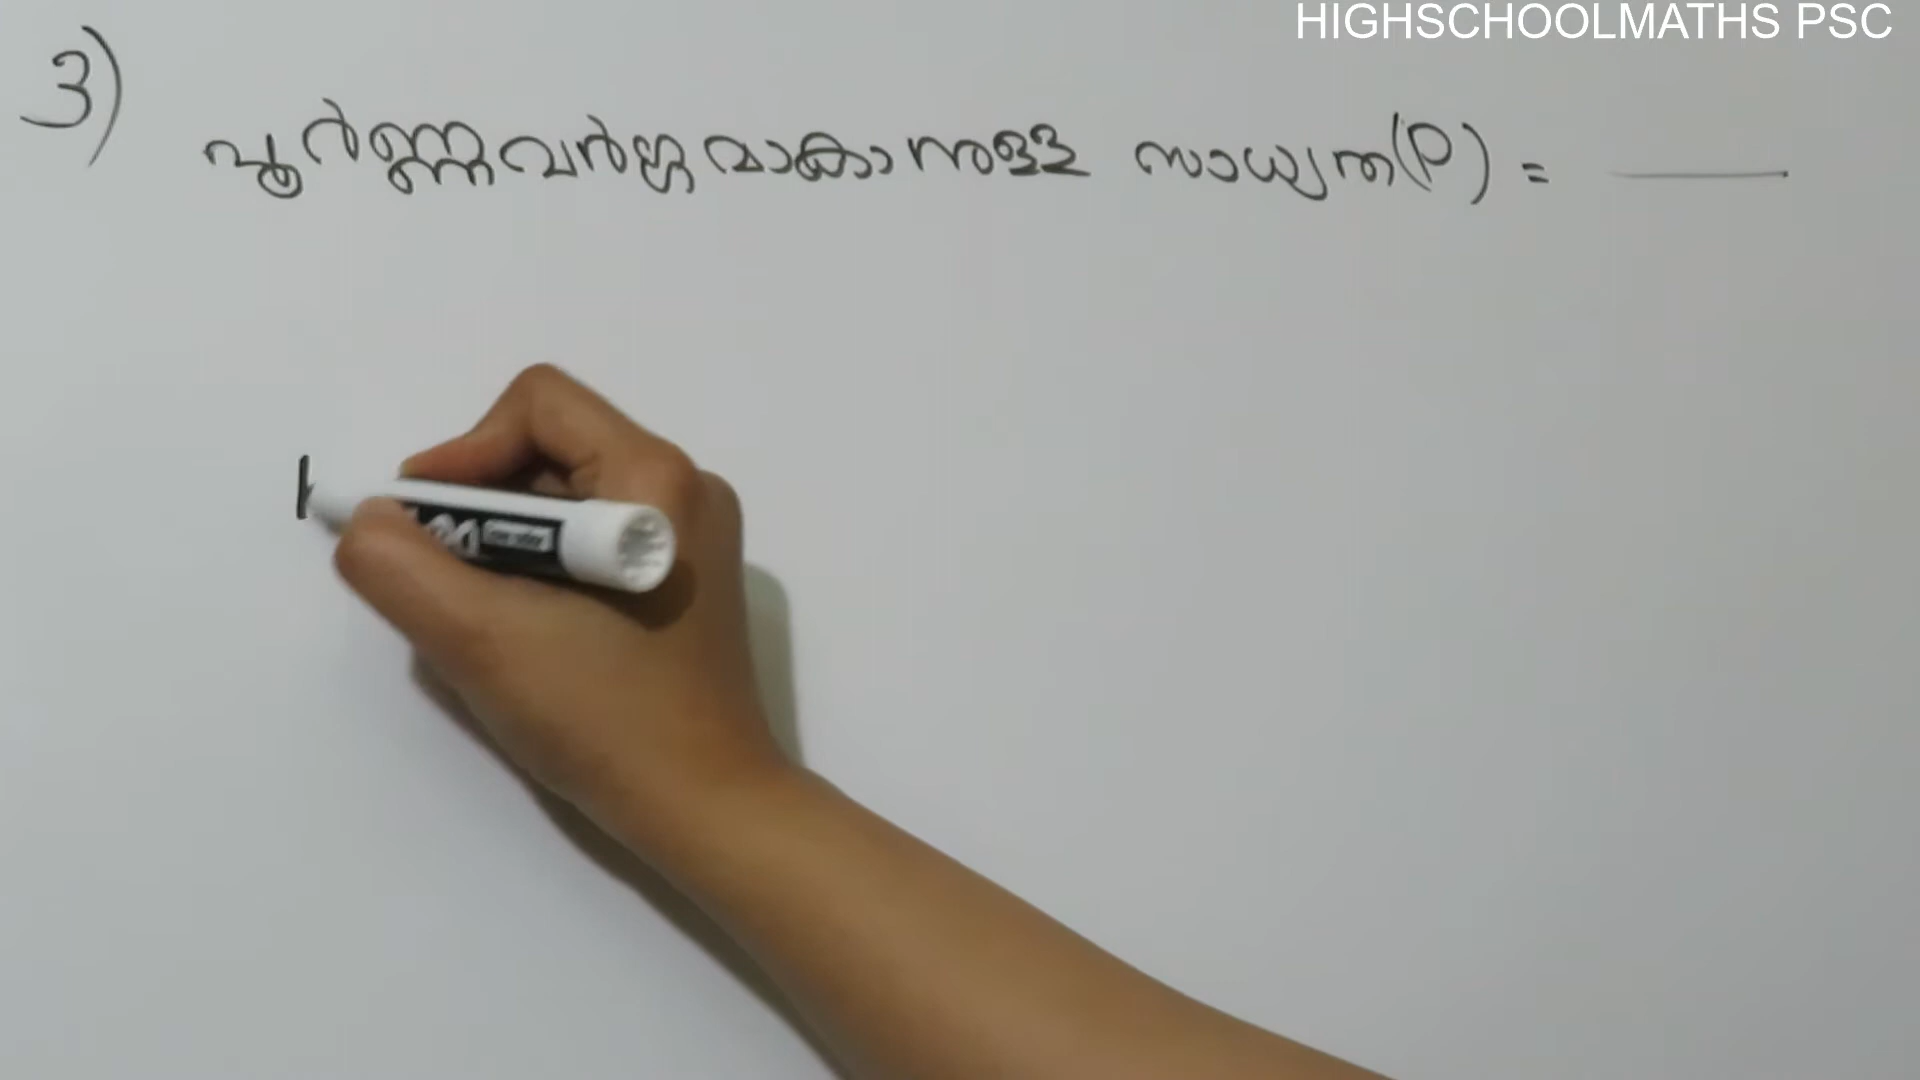 HIGHSCHOOLMATHS PSC
3) പൂർണ്ണവർഗ്ഗമാകാനുള്ള സാധ്യത(P) = ____